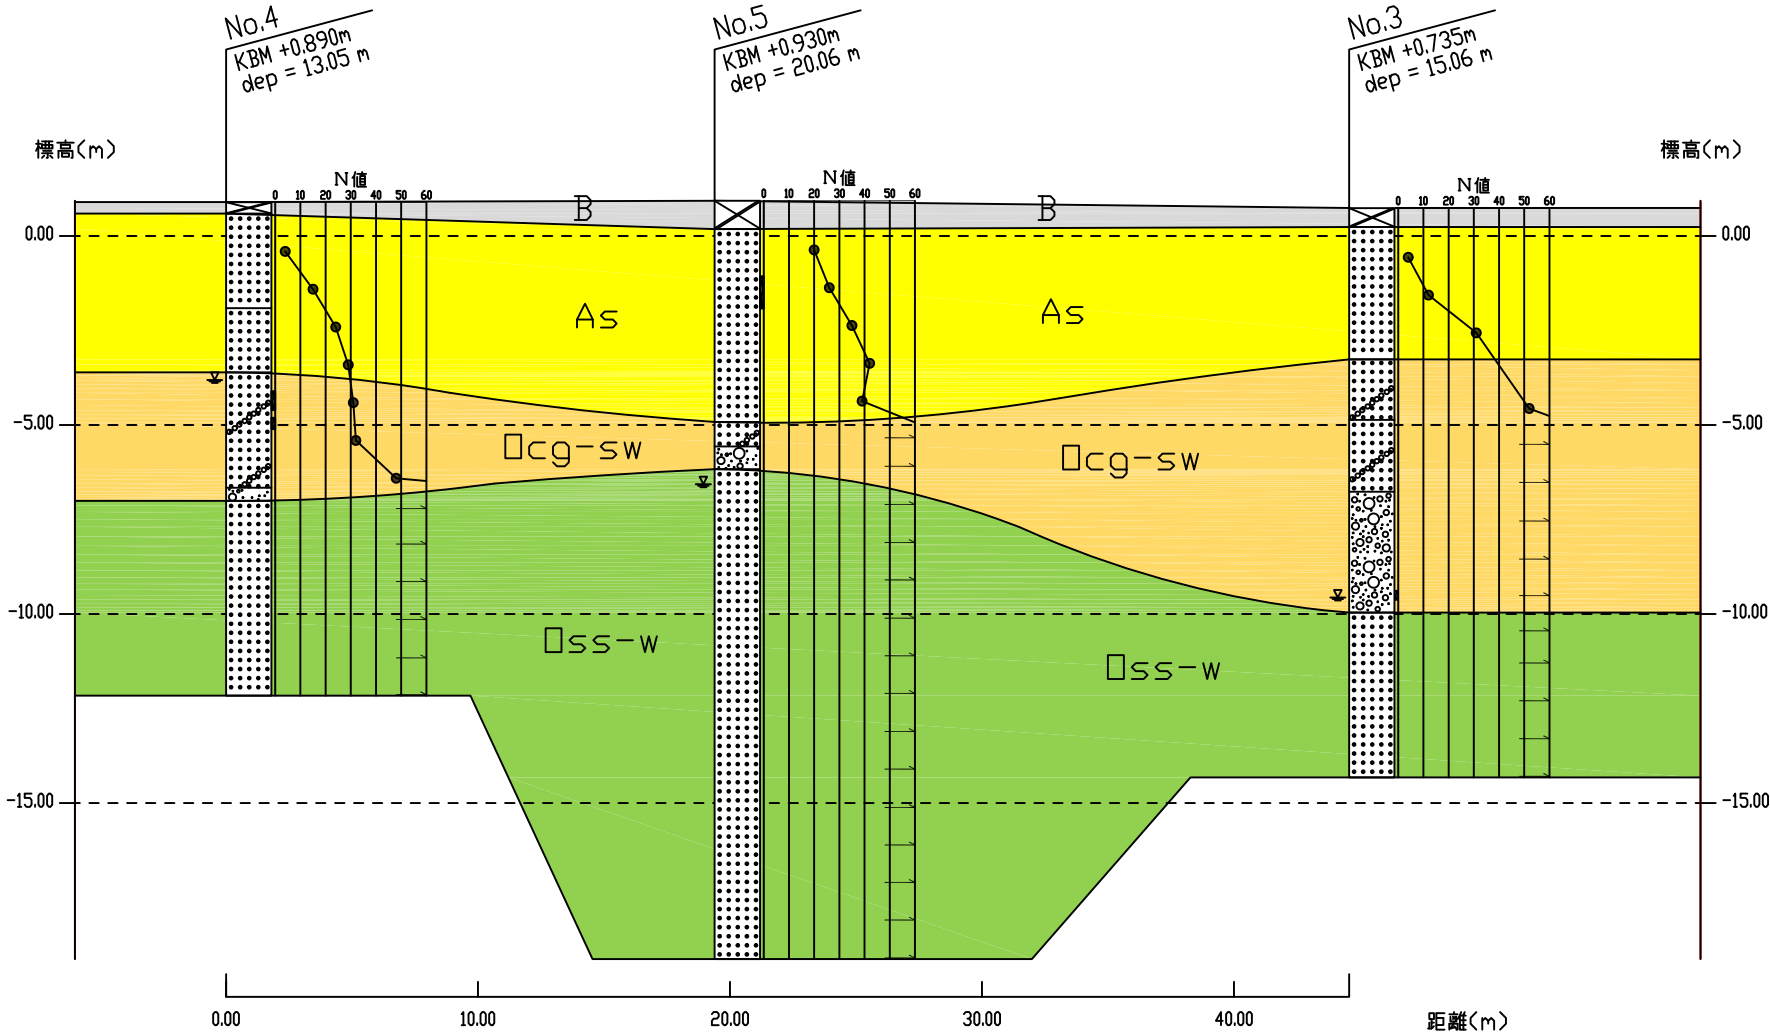 No.4
KBM +0.890m
dep = 13.05 m
No.5
KBM +0.930m
dep = 20.06 m
No.3
KBM +0.735m
dep = 15.06 m
標高(m)
標高(m)
N値
0 10 20 30 40 50 60
N値
0 10 20 30 40 50 60
N値
0 10 20 30 40 50 60
B
B
0.00
0.00
As
As
-5.00
-5.00
□cg-sw
□cg-sw
-10.00
-10.00
□ss-w
□ss-w
-15.00
-15.00
0.00 10.00 20.00 30.00 40.00 距離(m)